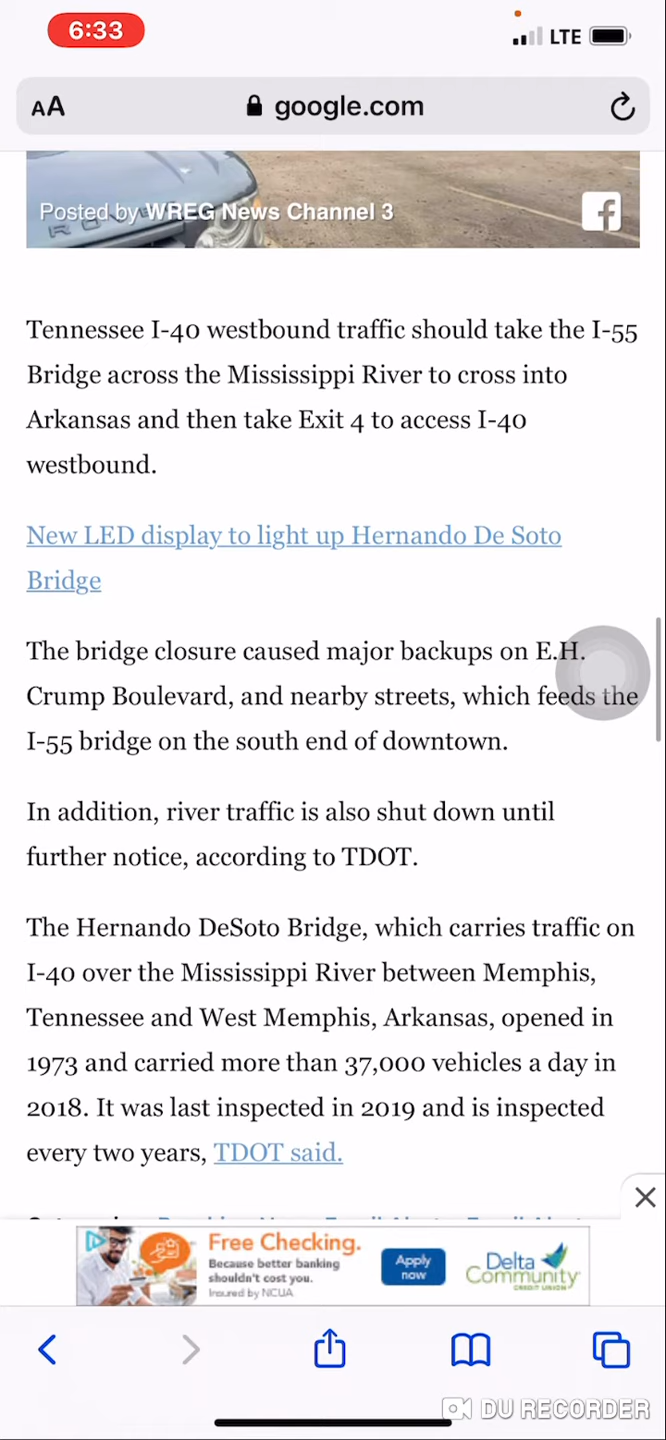 6:33
LTE
AA
google.com
Posted by WREG News Channel 3
ROV
Tennessee I-40 westbound traffic should take the I-55
Bridge across the Mississippi River to cross into
Arkansas and then take Exit 4 to access I-40
westbound.
New LED display to light up Hernando De Soto
Bridge
The bridge closure caused major backups on E.H.
Crump Boulevard, and nearby streets, which feeds the
I-55 bridge on the south end of downtown.
In addition, river traffic is also shut down until
further notice, according to TDOT.
The Hernando DeSoto Bridge, which carries traffic on
I-40 over the Mississippi River between Memphis,
Tennessee and West Memphis, Arkansas, opened in
1973 and carried more than 37,000 vehicles a day in
2018. It was last inspected in 2019 and is inspected
every two years, TDOT said.
Free Checking.
Because better banking
shouldn't cost you.
Insured by NCUA
Apply
now
Delta
Community
CREDIT UNION
DU RECORDER